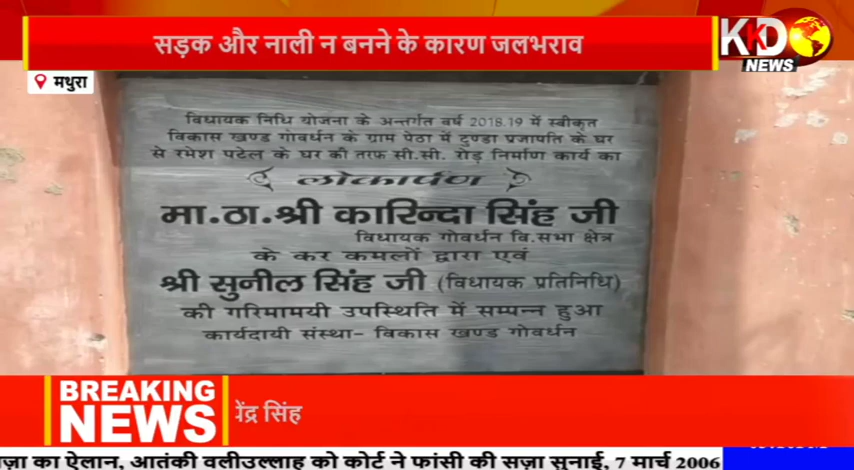 सड़क और नाली न बनने के कारण जलभराव
KKD
NEWS
मथुरा
विधायक निधि योजना के अन्तर्गत वर्ष 2018.19 में स्वीकृत
विकास खण्ड गोवर्धन के ग्राम पेठा में टुण्डा प्रजापति के घर
से रमेश पटेल के घर की तरफ सी.सी. रोड़ निर्माण कार्य का
लोकार्पण
मा.ठा.श्री कारिन्दा सिंह जी
विधायक गोवर्धन वि.सभा क्षेत्र
के कर कमलों द्वारा एवं
श्री सुनील सिंह जी (विधायक प्रतिनिधि)
की गरिमामयी उपस्थिति में सम्पन्न हुआ
कार्यदायी संस्था- विकास खण्ड गोवर्धन
BREAKING
NEWS
सिंह
का ऐलान, आतंकी वलीउल्लाह को कोर्ट ने फांसी की सज़ा सुनाई, 7 मार्च 2006